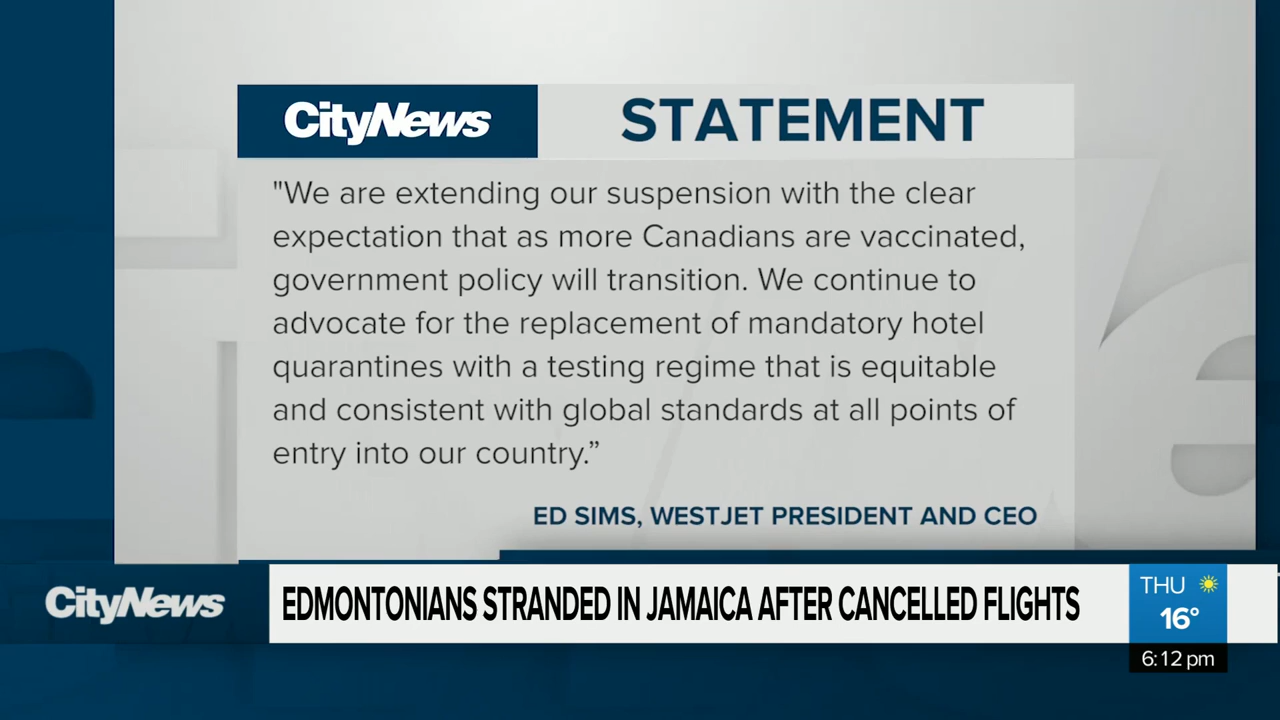 CityNews STATEMENT
"We are extending our suspension with the clear
expectation that as more Canadians are vaccinated,
government policy will transition. We continue to
advocate for the replacement of mandatory hotel
quarantines with a testing regime that is equitable
and consistent with global standards at all points of
entry into our country.”
ED SIMS, WESTJET PRESIDENT AND CEO
CityNews EDMONTONIANS STRANDED IN JAMAICA AFTER CANCELLED FLIGHTS
THU
16°
6:12 pm